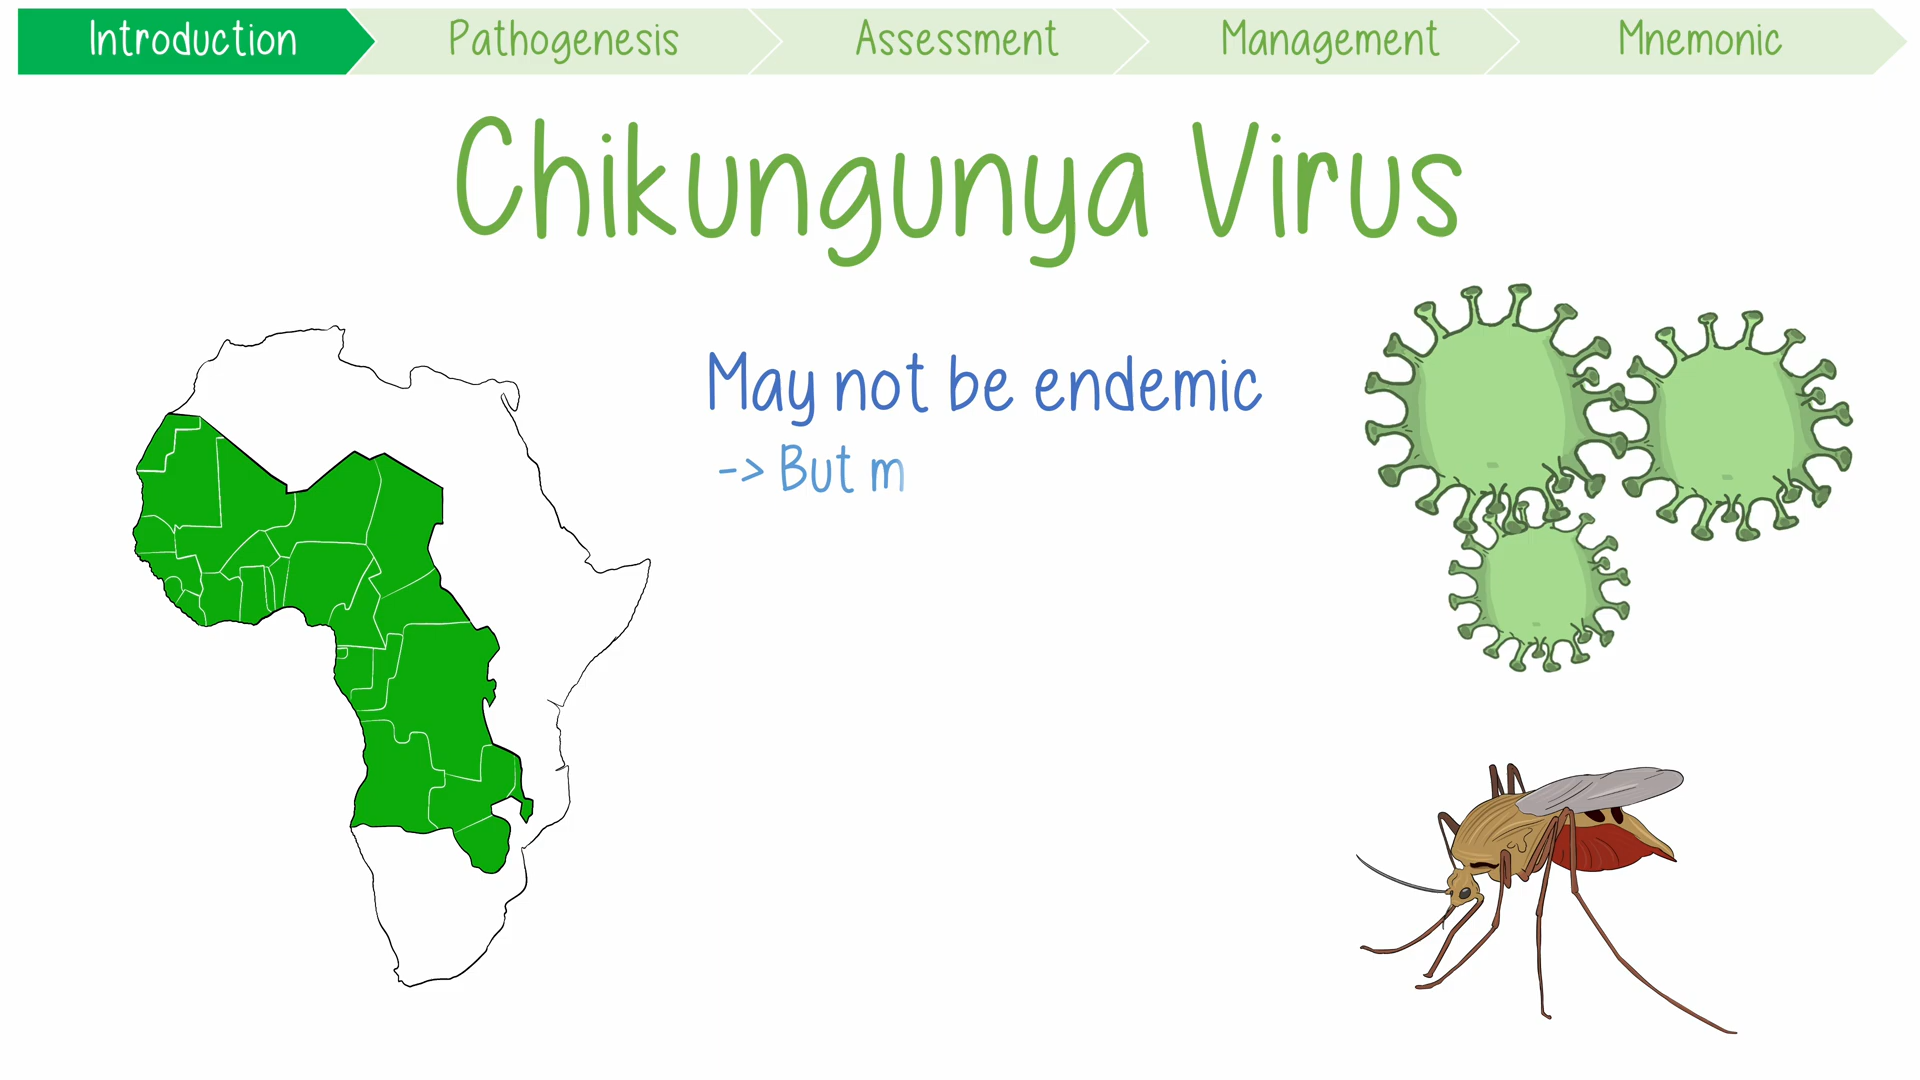 Introduction
Pathogenesis
Assessment
Management
Mnemonic
Chikungunya Virus
May not be endemic
-> But m